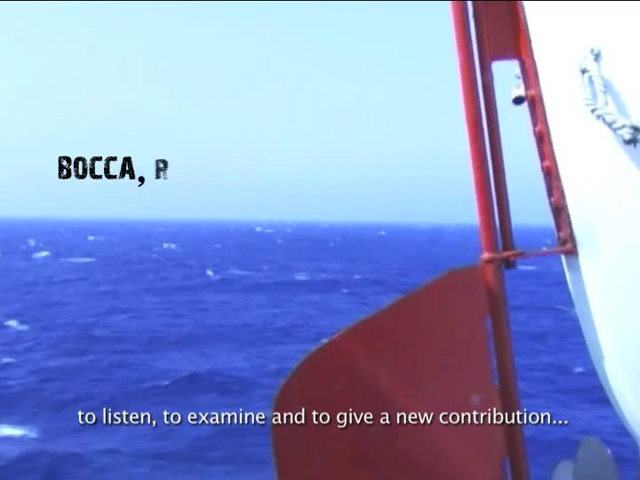 BOCCA, R
to listen, to examine and to give a new contribution...